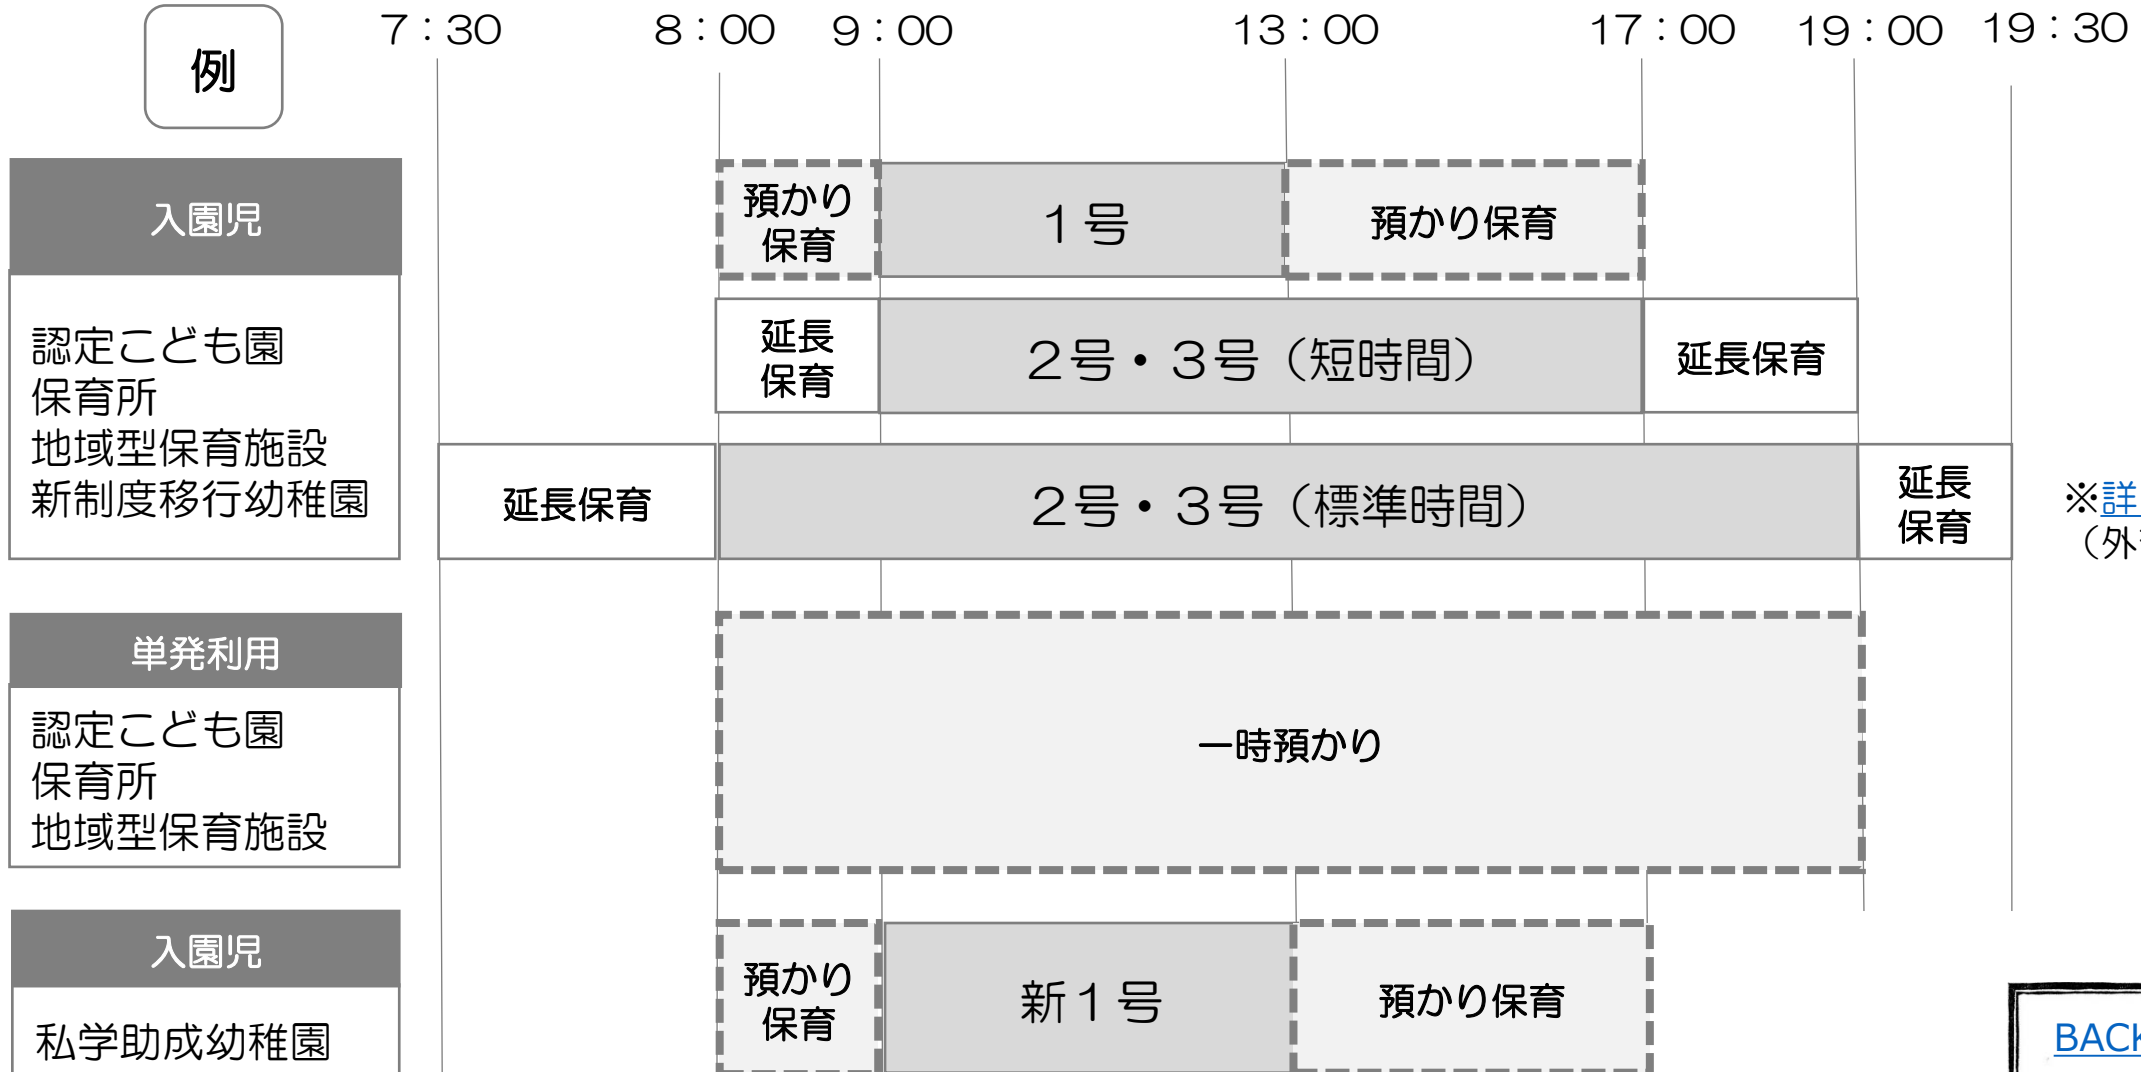 例
7：30
8：00
9：00
13：00
17：00
19：00
19：30
入園児
認定こども園
保育所
地域型保育施設
新制度移行幼稚園
預かり
保育
1号
預かり保育
延長
保育
2号・3号（短時間）
延長保育
延長保育
2号・3号（標準時間）
延長
保育
※詳
（外
単発利用
認定こども園
保育所
地域型保育施設
一時預かり
入園児
私学助成幼稚園
預かり
保育
新1号
預かり保育
BACK